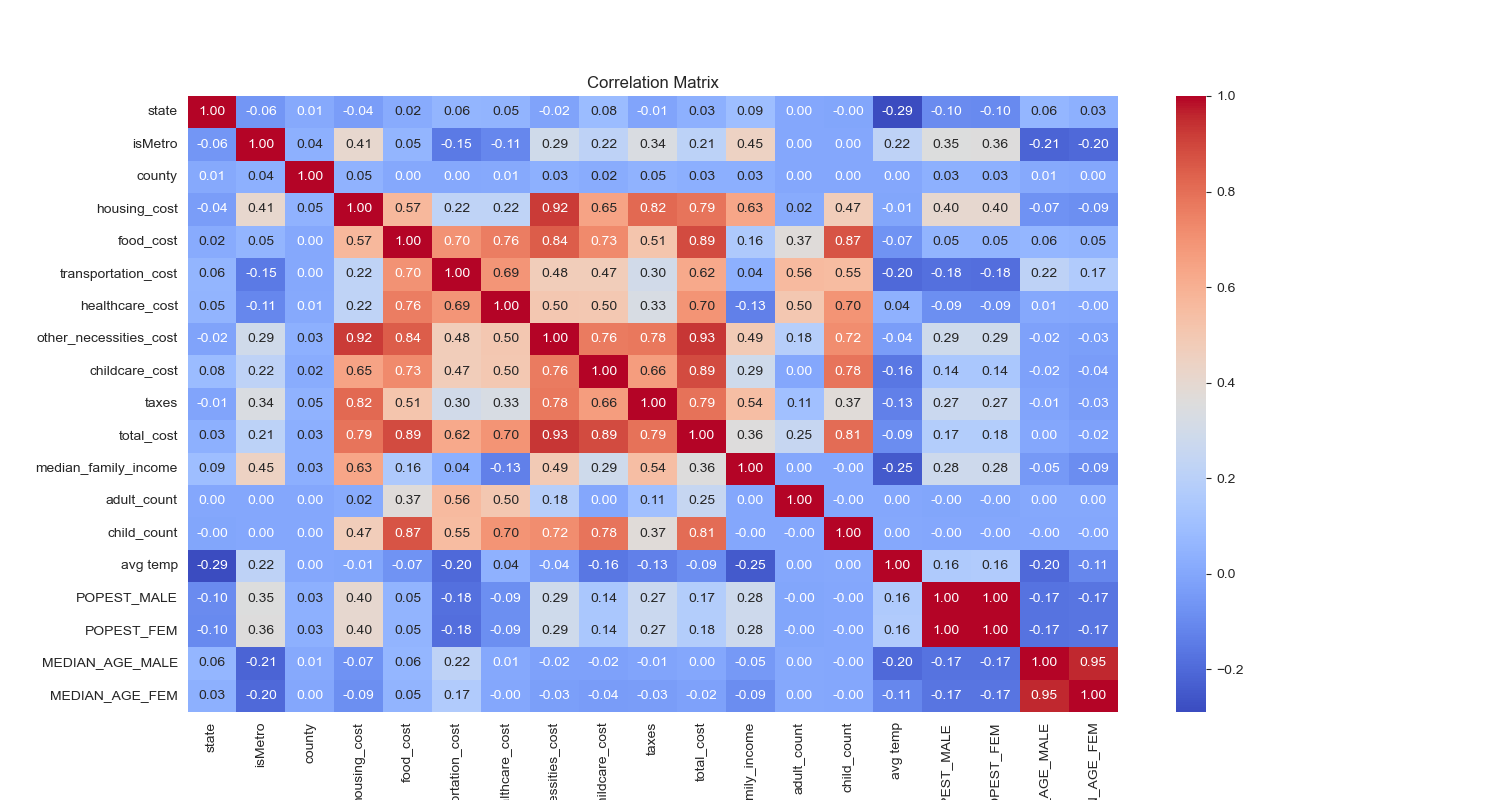 Correlation Matrix
state 1.00 -0.06 0.01 -0.04 0.02 0.06 0.05 -0.02 0.08 -0.01 0.03 0.09 0.00 -0.00 -0.29 -0.10 -0.10 0.06 0.03
isMetro -0.06 1.00 0.04 0.41 0.05 -0.15 -0.11 0.29 0.22 0.34 0.21 0.45 0.00 0.00 0.22 0.35 0.36 -0.21 -0.20
county 0.01 0.04 1.00 0.05 0.00 0.00 0.01 0.03 0.02 0.05 0.03 0.03 0.00 0.00 0.00 0.03 0.03 0.01 0.00
housing_cost -0.04 0.41 0.05 1.00 0.57 0.22 0.22 0.92 0.65 0.82 0.79 0.63 0.02 0.47 -0.01 0.40 0.40 -0.07 -0.09
food_cost 0.02 0.05 0.00 0.57 1.00 0.70 0.76 0.84 0.73 0.51 0.89 0.16 0.37 0.87 -0.07 0.05 0.05 0.06 0.05
transportation_cost 0.06 -0.15 0.00 0.22 0.70 1.00 0.69 0.48 0.47 0.30 0.62 0.04 0.56 0.55 -0.20 -0.18 -0.18 0.22 0.17
healthcare_cost 0.05 -0.11 0.01 0.22 0.76 0.69 1.00 0.50 0.50 0.33 0.70 -0.13 0.50 0.70 0.04 -0.09 -0.09 0.01 -0.00
other_necessities_cost -0.02 0.29 0.03 0.92 0.84 0.48 0.50 1.00 0.76 0.78 0.93 0.49 0.18 0.72 -0.04 0.29 0.29 -0.02 -0.03
childcare_cost 0.08 0.22 0.02 0.65 0.73 0.47 0.50 0.76 1.00 0.66 0.89 0.29 0.00 0.78 -0.16 0.14 0.14 -0.02 -0.04
taxes -0.01 0.34 0.05 0.82 0.51 0.30 0.33 0.78 0.66 1.00 0.79 0.54 0.11 0.37 -0.13 0.27 0.27 -0.01 -0.03
total_cost 0.03 0.21 0.03 0.79 0.89 0.62 0.70 0.93 0.89 0.79 1.00 0.36 0.25 0.81 -0.09 0.17 0.18 0.00 -0.02
median_family_income 0.09 0.45 0.03 0.63 0.16 0.04 -0.13 0.49 0.29 0.54 0.36 1.00 0.00 -0.00 -0.25 0.28 0.28 -0.05 -0.09
adult_count 0.00 0.00 0.00 0.02 0.37 0.56 0.50 0.18 0.00 0.11 0.25 0.00 1.00 -0.00 0.00 -0.00 -0.00 0.00 0.00
child_count -0.00 0.00 0.00 0.47 0.87 0.55 0.70 0.72 0.78 0.37 0.81 -0.00 -0.00 1.00 0.00 -0.00 -0.00 -0.00 -0.00
avg temp -0.29 0.22 0.00 -0.01 -0.07 -0.20 0.04 -0.04 -0.16 -0.13 -0.09 -0.25 0.00 0.00 1.00 0.16 0.16 -0.20 -0.11
POPEST_MALE -0.10 0.35 0.03 0.40 0.05 -0.18 -0.09 0.29 0.14 0.27 0.17 0.28 -0.00 -0.00 0.16 1.00 1.00 -0.17 -0.17
POPEST_FEM -0.10 0.36 0.03 0.40 0.05 -0.18 -0.09 0.29 0.14 0.27 0.18 0.28 -0.00 -0.00 0.16 1.00 1.00 -0.17 -0.17
MEDIAN_AGE_MALE 0.06 -0.21 0.01 -0.07 0.06 0.22 0.01 -0.02 -0.02 -0.01 0.00 -0.05 0.00 -0.00 -0.20 -0.17 -0.17 1.00 0.95
MEDIAN_AGE_FEM 0.03 -0.20 0.00 -0.09 0.05 0.17 -0.00 -0.03 -0.04 -0.03 -0.02 -0.09 0.00 -0.00 -0.11 -0.17 -0.17 0.95 1.00
state
isMetro
county
housing_cost
food_cost
ortation_cost
lthcare_cost
essities_cost
hildcare_cost
taxes
total_cost
mily_income
adult_count
child_count
avg temp
PEST_MALE
OPEST_FEM
_AGE_MALE
N_AGE_FEM
1.0
0.8
0.6
0.4
0.2
0.0
−0.2